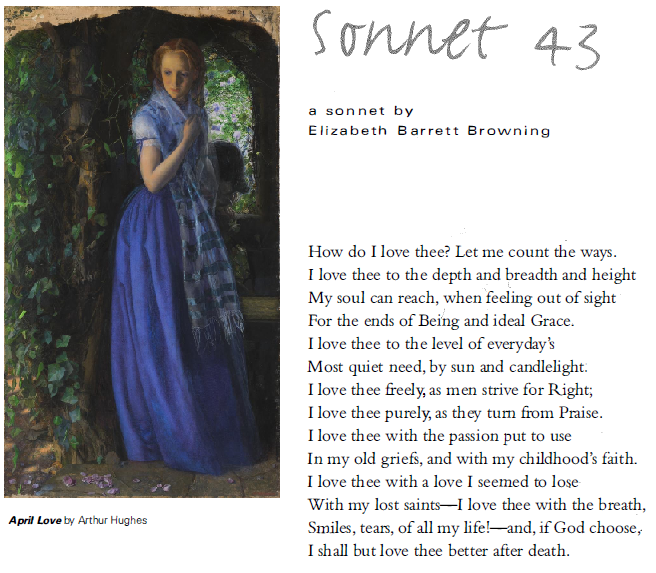 Sonnet 43
a sonnet by
Elizabeth Barrett Browning
How do I love thee? Let me count the ways.
I love thee to the depth and breadth and height
My soul can reach, when feeling out of sight
For the ends of Being and ideal Grace.
I love thee to the level of everyday's
Most quiet need, by sun and candlelight.
I love thee freely, as men strive for Right;
I love thee purely, as they turn from Praise.
I love thee with the passion put to use
In my old griefs, and with my childhood's faith.
I love thee with a love I seemed to lose
With my lost saints—I love thee with the breath,
Smiles, tears, of all my life!—and, if God choose,
I shall but love thee better after death.
April Love by Arthur Hughes